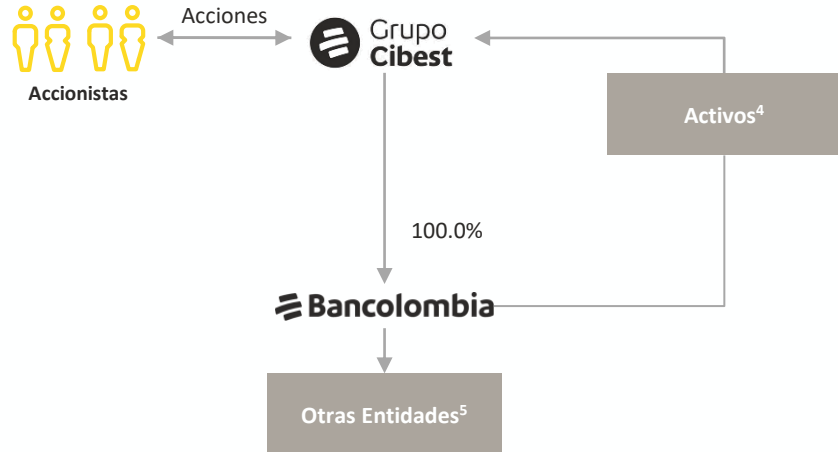 Acciones
Grupo
Cibest
Accionistas
Activos⁴
100.0%
Bancolombia
Otras Entidades⁵